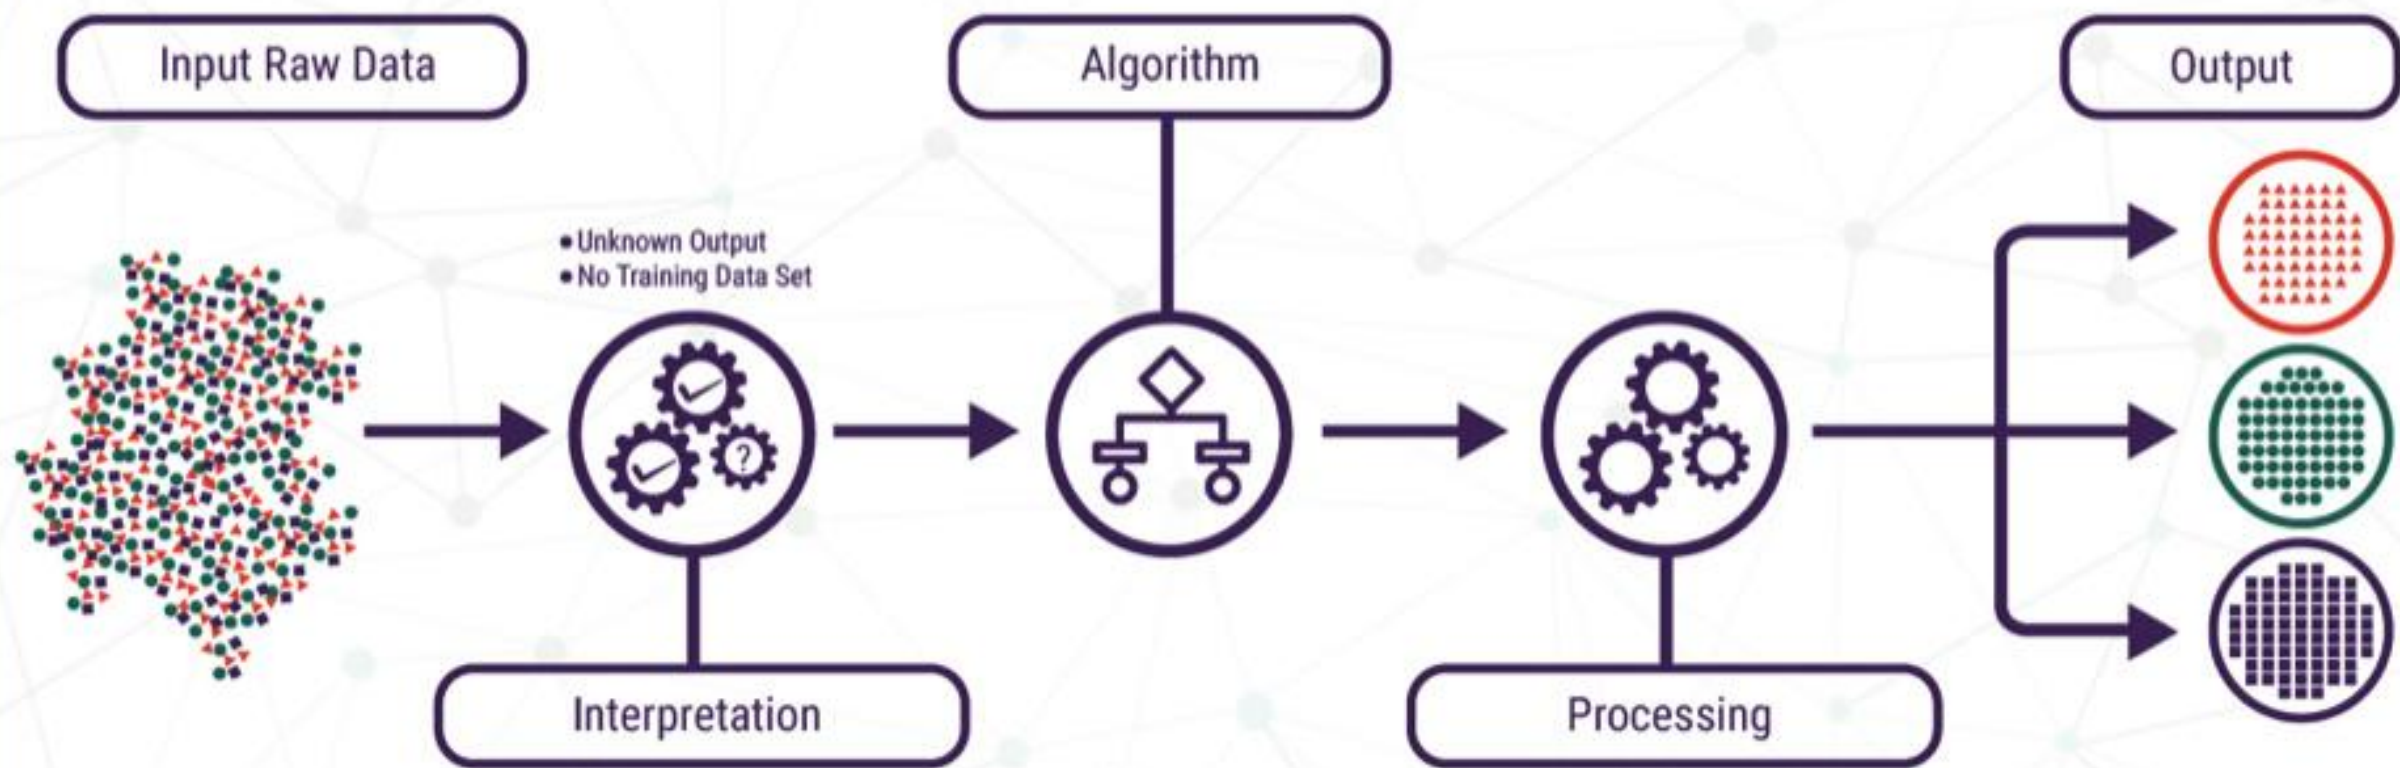 Input Raw Data
Algorithm
Output
• Unknown Output
• No Training Data Set
?
Interpretation
Processing